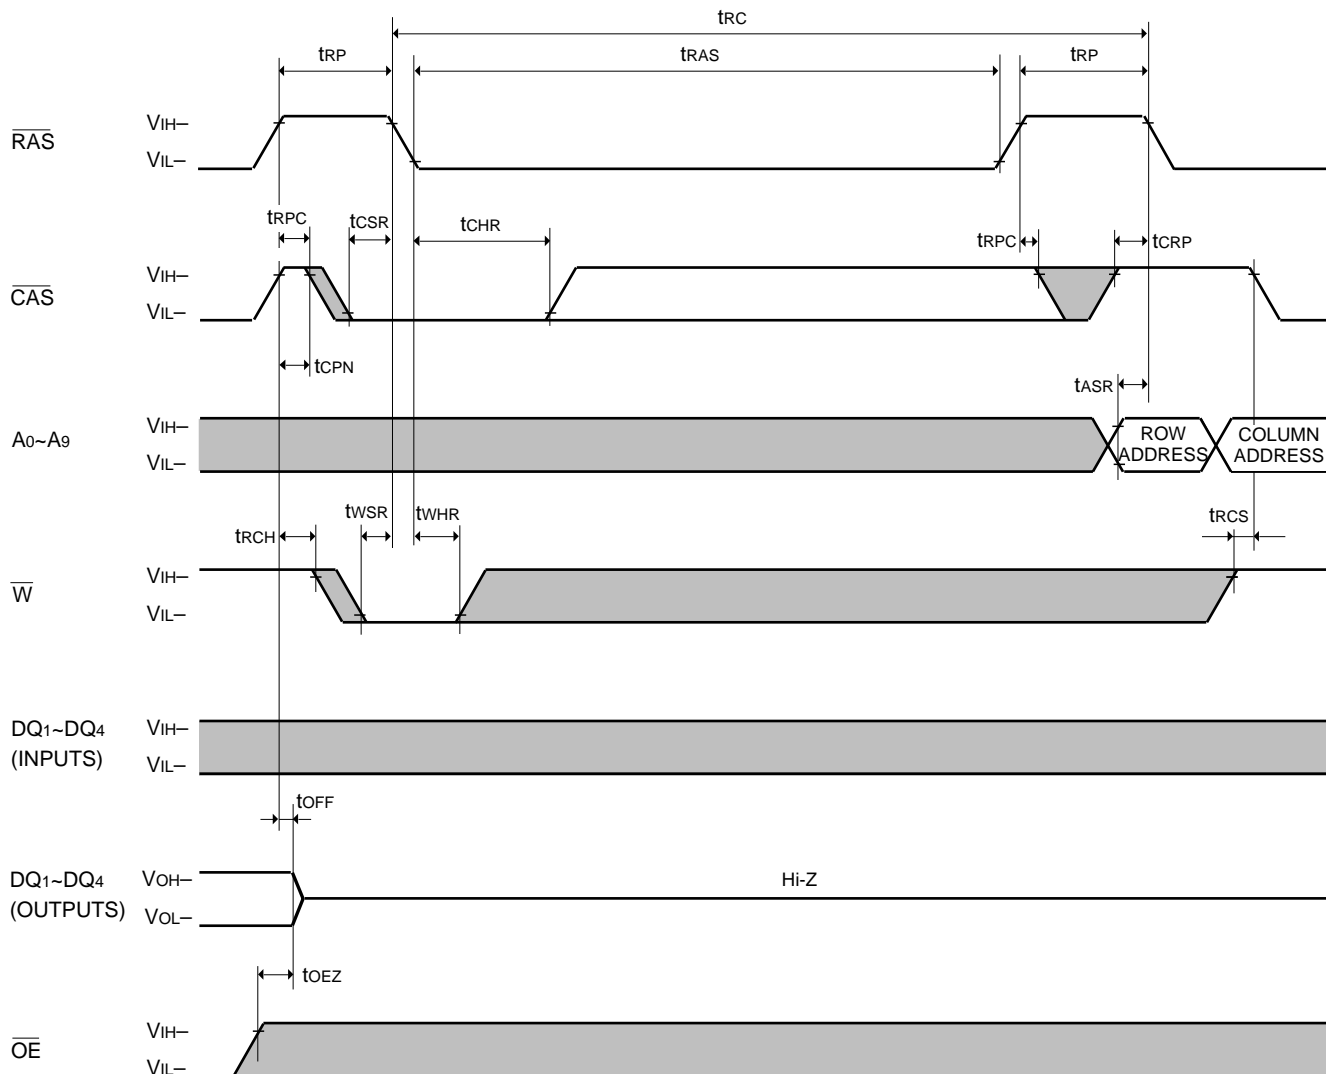 tRC
tRP
tRAS
tRP
RAS
VIH–
VIL–
tRPC
tCSR
tCHR
tRPC
tCRP
CAS
VIH–
VIL–
tCPN
tASR
A0~A9
VIH–
VIL–
ROW
ADDRESS
COLUMN
ADDRESS
tRCH
tWSR
tWHR
tRCS
W
VIH–
VIL–
DQ1~DQ4
(INPUTS)
VIH–
VIL–
tOFF
DQ1~DQ4
(OUTPUTS)
VOH–
VOL–
Hi-Z
tOEZ
OE
VIH–
VIL–